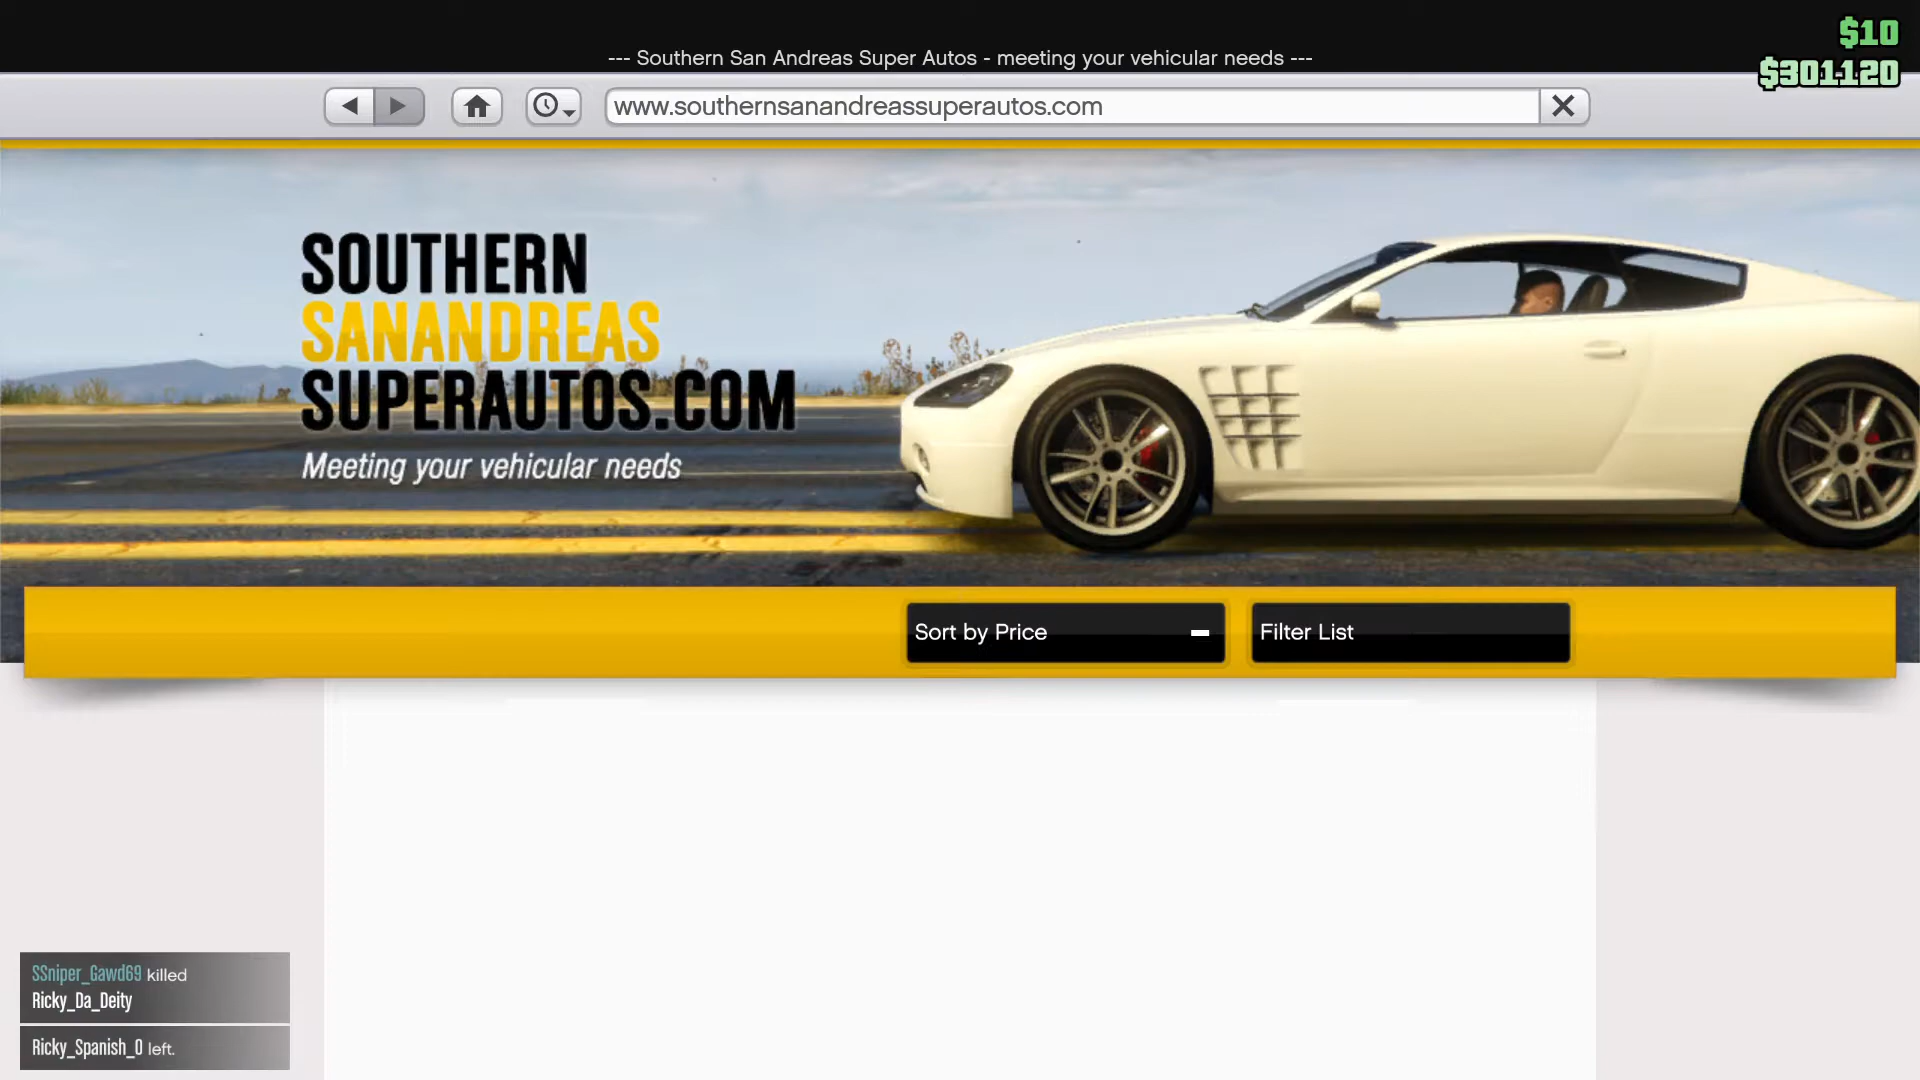 $10
--- Southern San Andreas Super Autos - meeting your vehicular needs ---
$301120
www.southernsanandreassuperautos.com
SOUTHERN
SANANDREAS
SUPERAUTOS.COM
Meeting your vehicular needs
Sort by Price
Filter List
SSniper_Gawd69 killed
Ricky_Da_Deity
Ricky_Spanish_0 left.